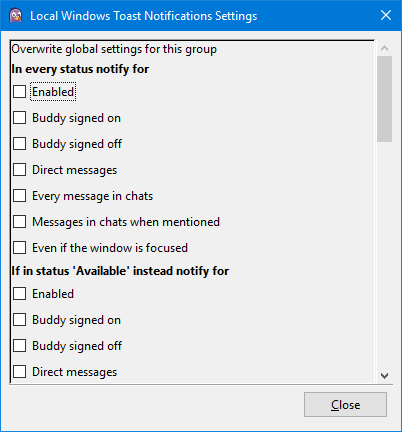 Local Windows Toast Notifications Settings
Overwrite global settings for this group
In every status notify for
Enabled
Buddy signed on
Buddy signed off
Direct messages
Every message in chats
Messages in chats when mentioned
Even if the window is focused
If in status 'Available' instead notify for
Enabled
Buddy signed on
Buddy signed off
Direct messages
Close